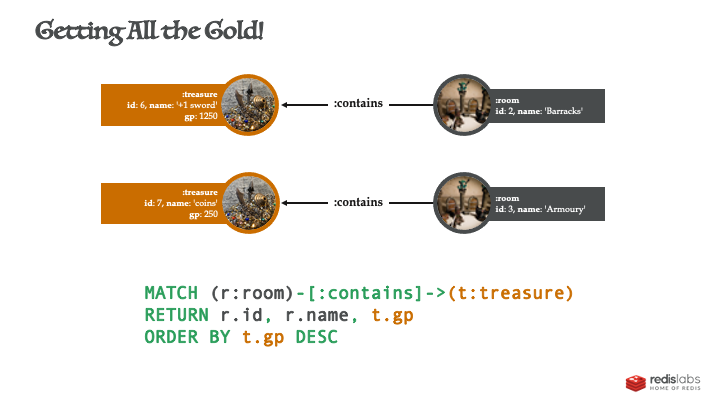 Getting All the Gold!
:treasure
id: 6, name: '+1 sword'
gp: 1250
:contains
:room
id: 2, name: 'Barracks'
:treasure
id: 7, name: 'coins'
gp: 250
:contains
:room
id: 3, name: 'Armoury'
MATCH (r:room)-[:contains]->(t:treasure)
RETURN r.id, r.name, t.gp
ORDER BY t.gp DESC
redislabs
HOME OF REDIS